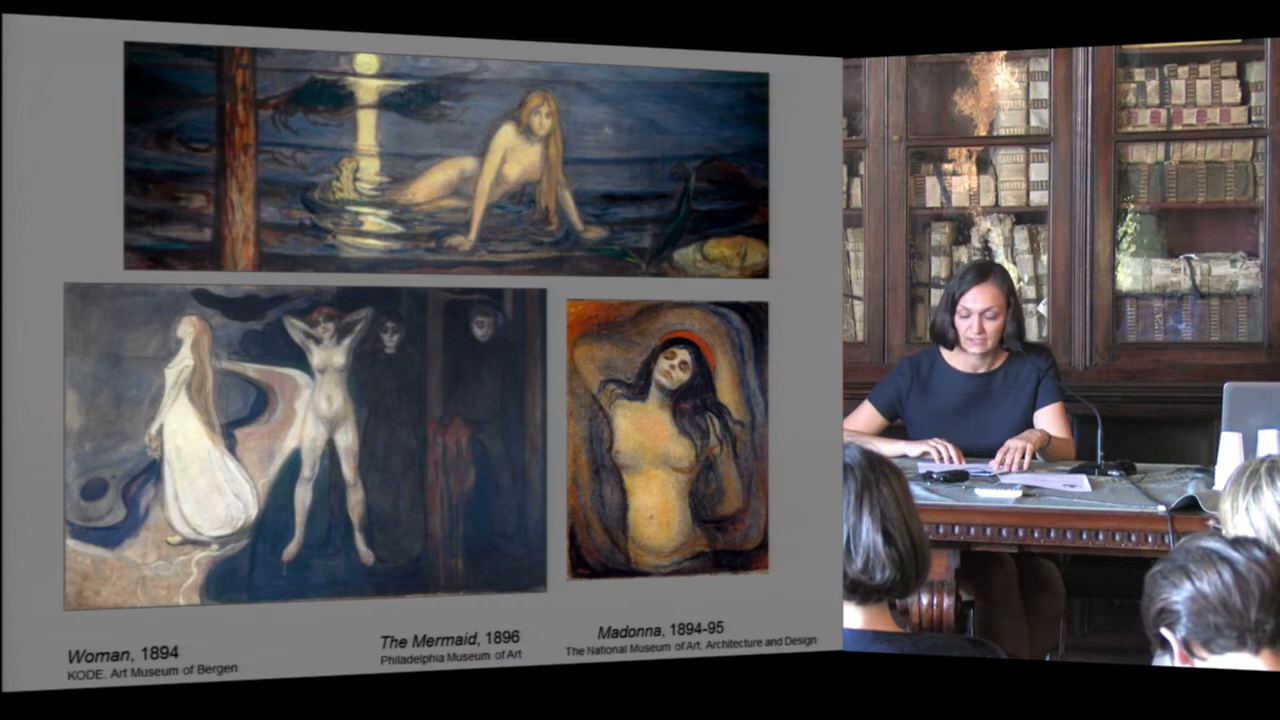 Woman, 1894
KODE. Art Museum of Bergen
The Mermaid, 1896
Philadelphia Museum of Art
Madonna, 1894-95
The National Museum of Art, Architecture and Design